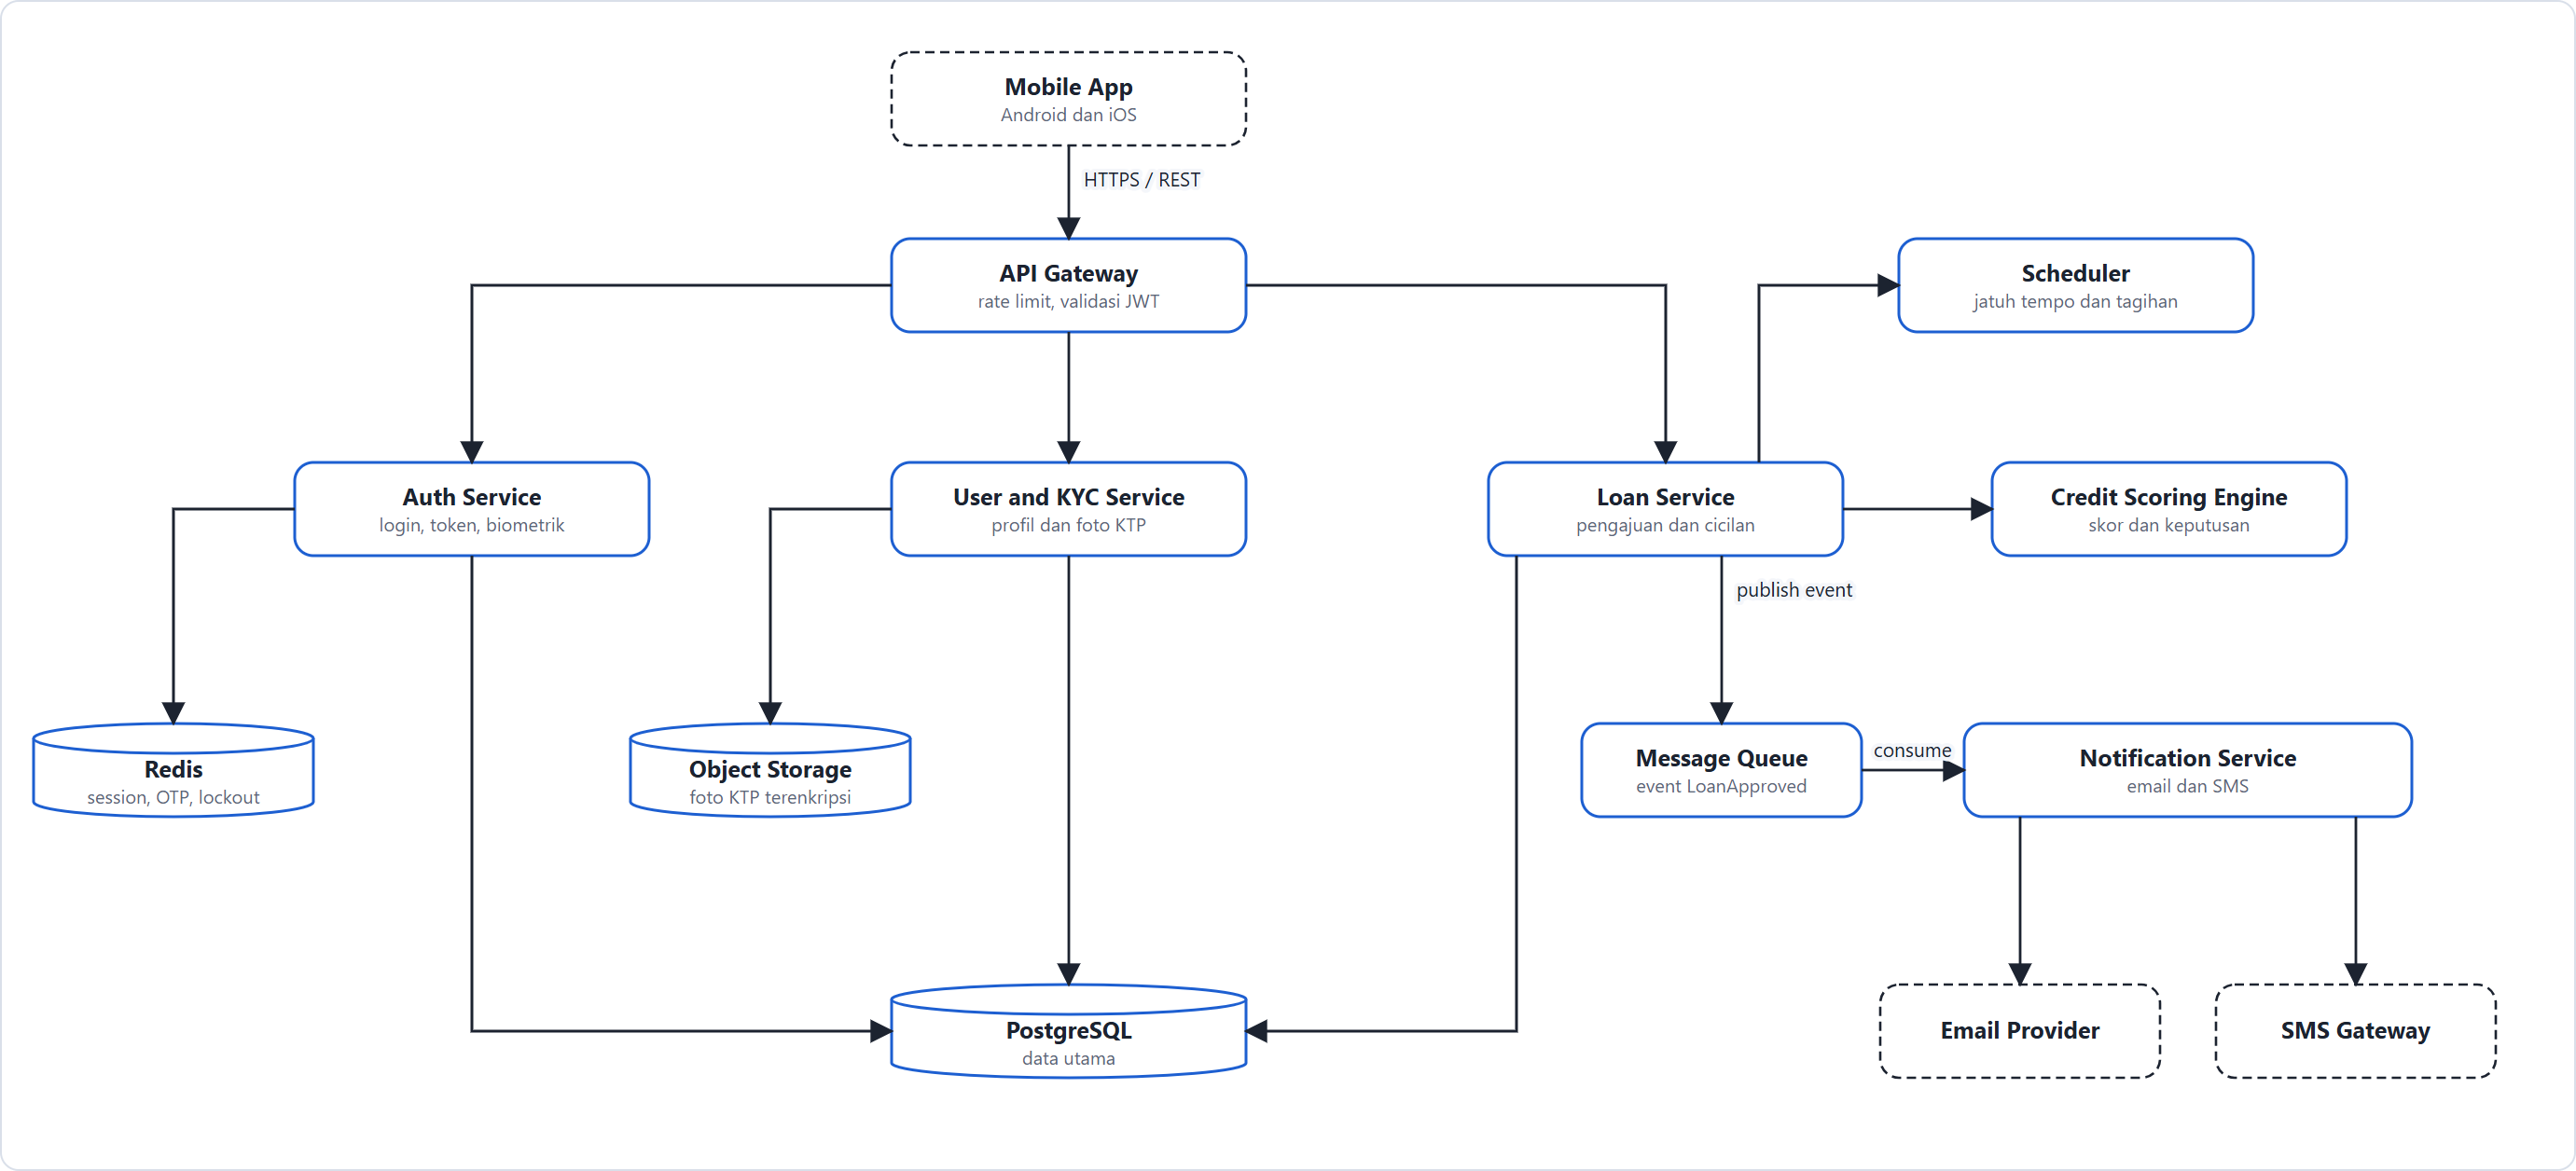 Mobile App
Android dan iOS
HTTPS / REST
API Gateway
rate limit, validasi JWT
Scheduler
jatuh tempo dan tagihan
Auth Service
login, token, biometrik
User and KYC Service
profil dan foto KTP
Loan Service
pengajuan dan cicilan
Credit Scoring Engine
skor dan keputusan
publish event
Redis
session, OTP, lockout
Object Storage
foto KTP terenkripsi
Message Queue
event LoanApproved
consume
Notification Service
email dan SMS
PostgreSQL
data utama
Email Provider
SMS Gateway